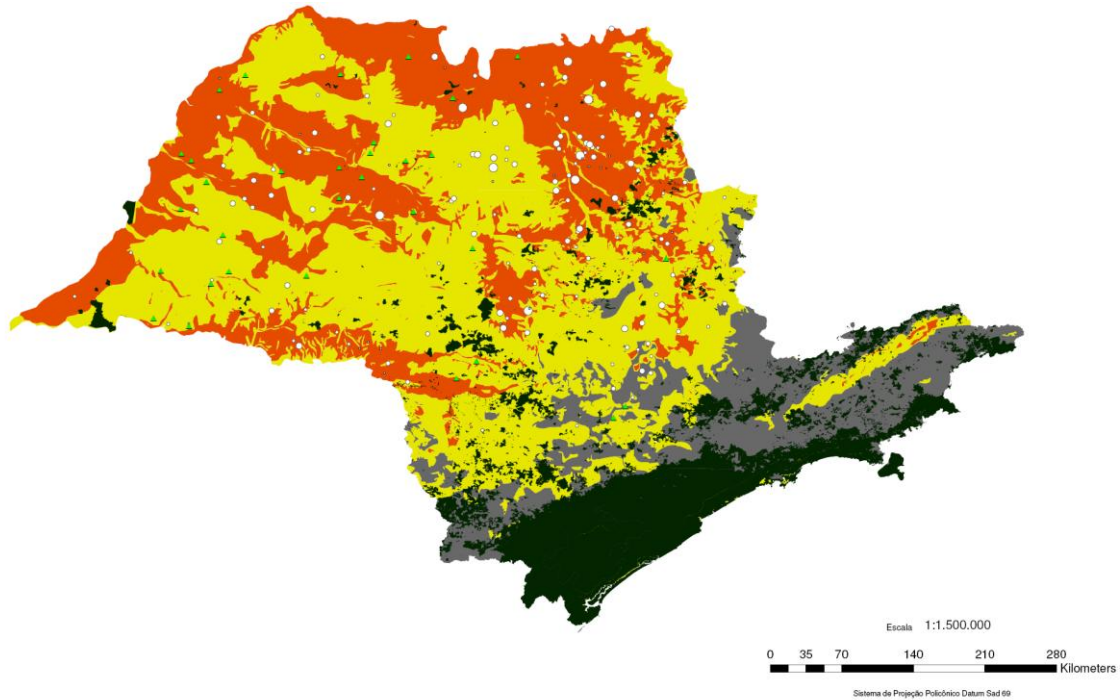 Escala 1:1.500.000
0 35 70 140 210 280
Kilometers
Sistema de Projeção Policônico Datum Sad 69